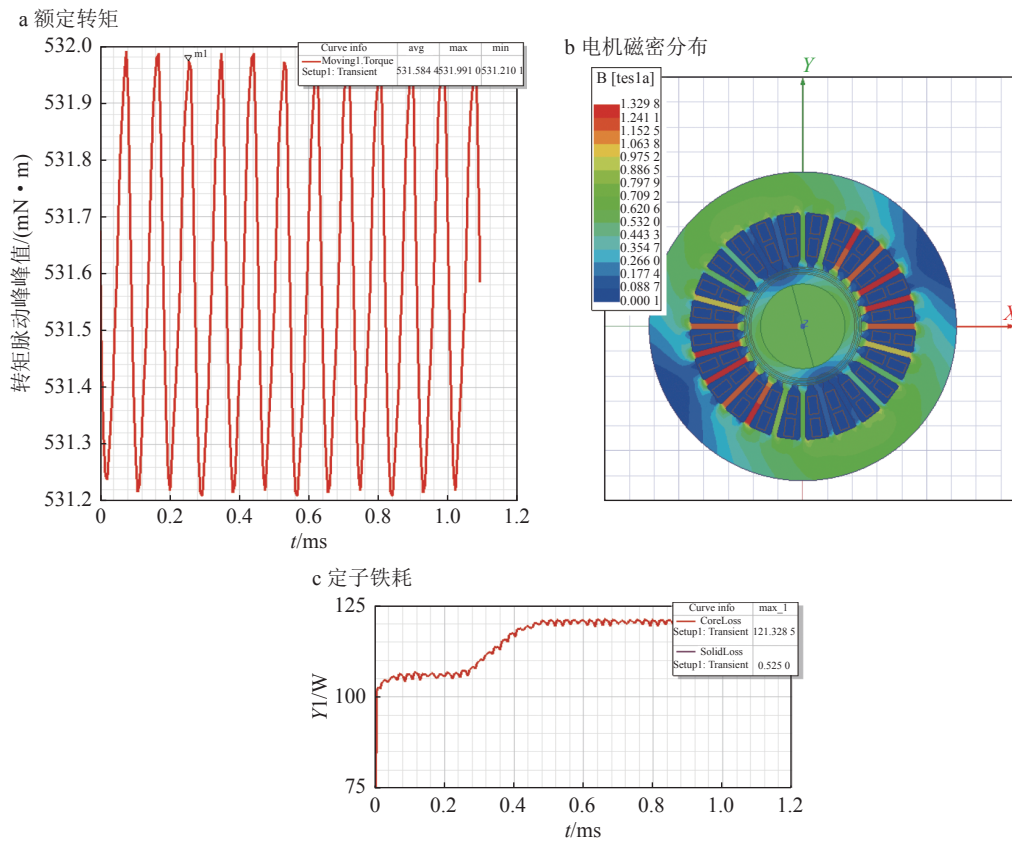 a 额定转矩
Curve info avg max min
Moving1.Torque
Setup1: Transient 531.584 4 531.991 0 531.210 1
m1
532.0
531.9
531.8
531.7
531.6
531.5
531.4
531.3
531.2
转矩脉动峰峰值/(mN·m)
0 0.2 0.4 0.6 0.8 1.0 1.2
t/ms
b 电机磁密分布
B [tes1a]
1.329 8
1.241 1
1.152 5
1.063 8
0.975 2
0.886 5
0.797 9
0.709 2
0.620 6
0.532 0
0.443 3
0.354 7
0.266 0
0.177 4
0.088 7
0.000 1
Y
X
c 定子铁耗
Curve info max_1
CoreLoss
Setup1: Transient 121.328 5
SolidLoss
Setup1: Transient 0.525 0
125
100
75
Y1/W
0 0.2 0.4 0.6 0.8 1.0 1.2
t/ms